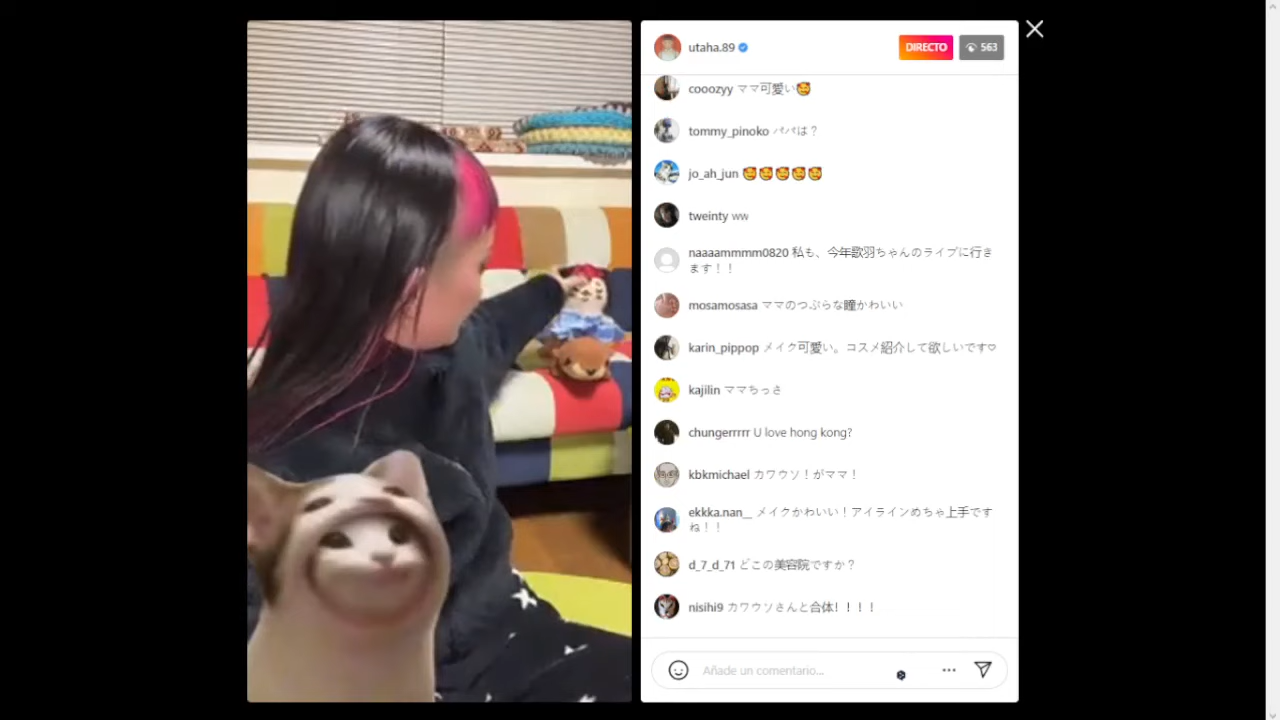 utaha.89
DIRECTO
563
cooozyy ママ可愛い🥰
tommy_pinoko パパは？
jo_ah_jun 🥰🥰🥰🥰🥰
tweinty ww
naaaammmm0820 私も、今年歌羽ちゃんのライブに行き
ます！！
mosamosasa ママのつぶらな瞳かわいい
karin_pippop メイク可愛い。コスメ紹介して欲しいです♡
kajilin ママちっさ
chungerrrrr U love hong kong?
kbkmichael カワウソ！がママ！
ekkka.nan__ メイクかわいい！アイラインめちゃ上手です
ね！！
d_7_d_71 どこの美容院ですか？
nisihi9 カワウソさんと合体！！！！
Añade un comentario...